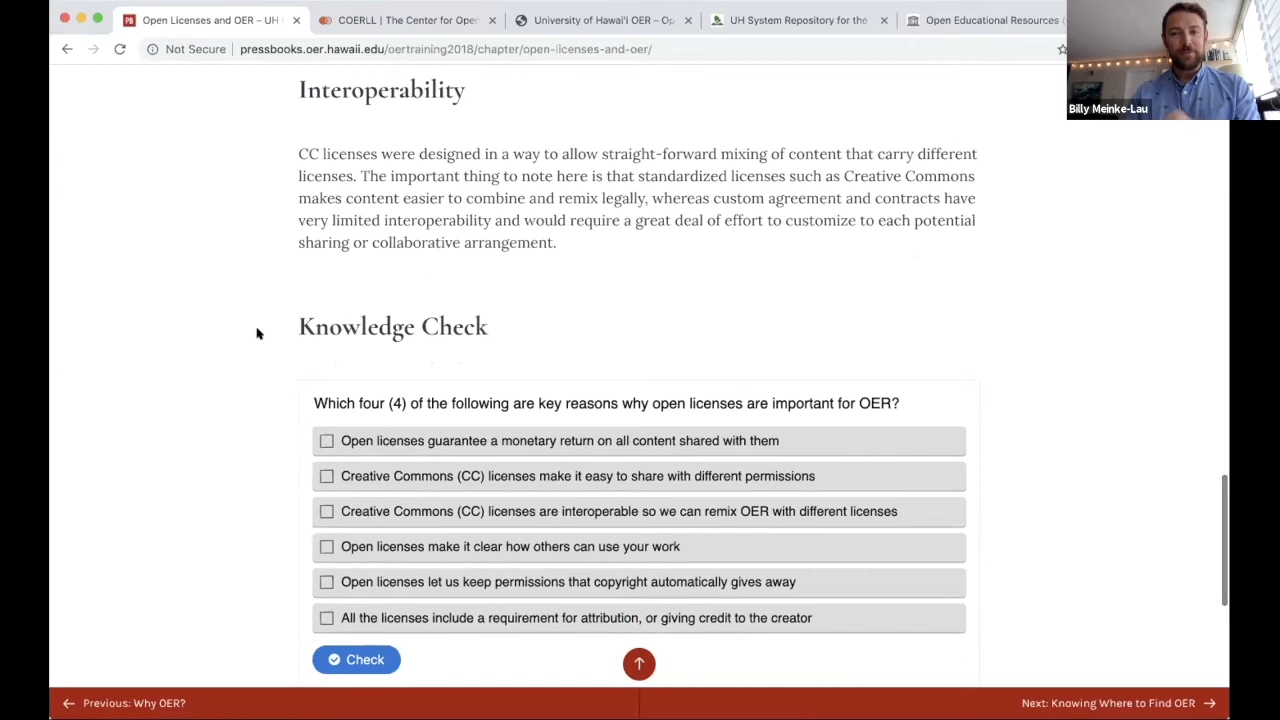 Open Licenses and OER – UH
COERLL | The Center for Open
University of Hawai'i OER – Op
UH System Repository for the
Open Educational Resources (
Not Secure
pressbooks.oer.hawaii.edu/oertraining2018/chapter/open-licenses-and-oer/
Billy Meinke-Lau
Interoperability
CC licenses were designed in a way to allow straight-forward mixing of content that carry different
licenses. The important thing to note here is that standardized licenses such as Creative Commons
makes content easier to combine and remix legally, whereas custom agreement and contracts have
very limited interoperability and would require a great deal of effort to customize to each potential
sharing or collaborative arrangement.
Knowledge Check
Which four (4) of the following are key reasons why open licenses are important for OER?
Open licenses guarantee a monetary return on all content shared with them
Creative Commons (CC) licenses make it easy to share with different permissions
Creative Commons (CC) licenses are interoperable so we can remix OER with different licenses
Open licenses make it clear how others can use your work
Open licenses let us keep permissions that copyright automatically gives away
All the licenses include a requirement for attribution, or giving credit to the creator
Check
Previous: Why OER?
Next: Knowing Where to Find OER